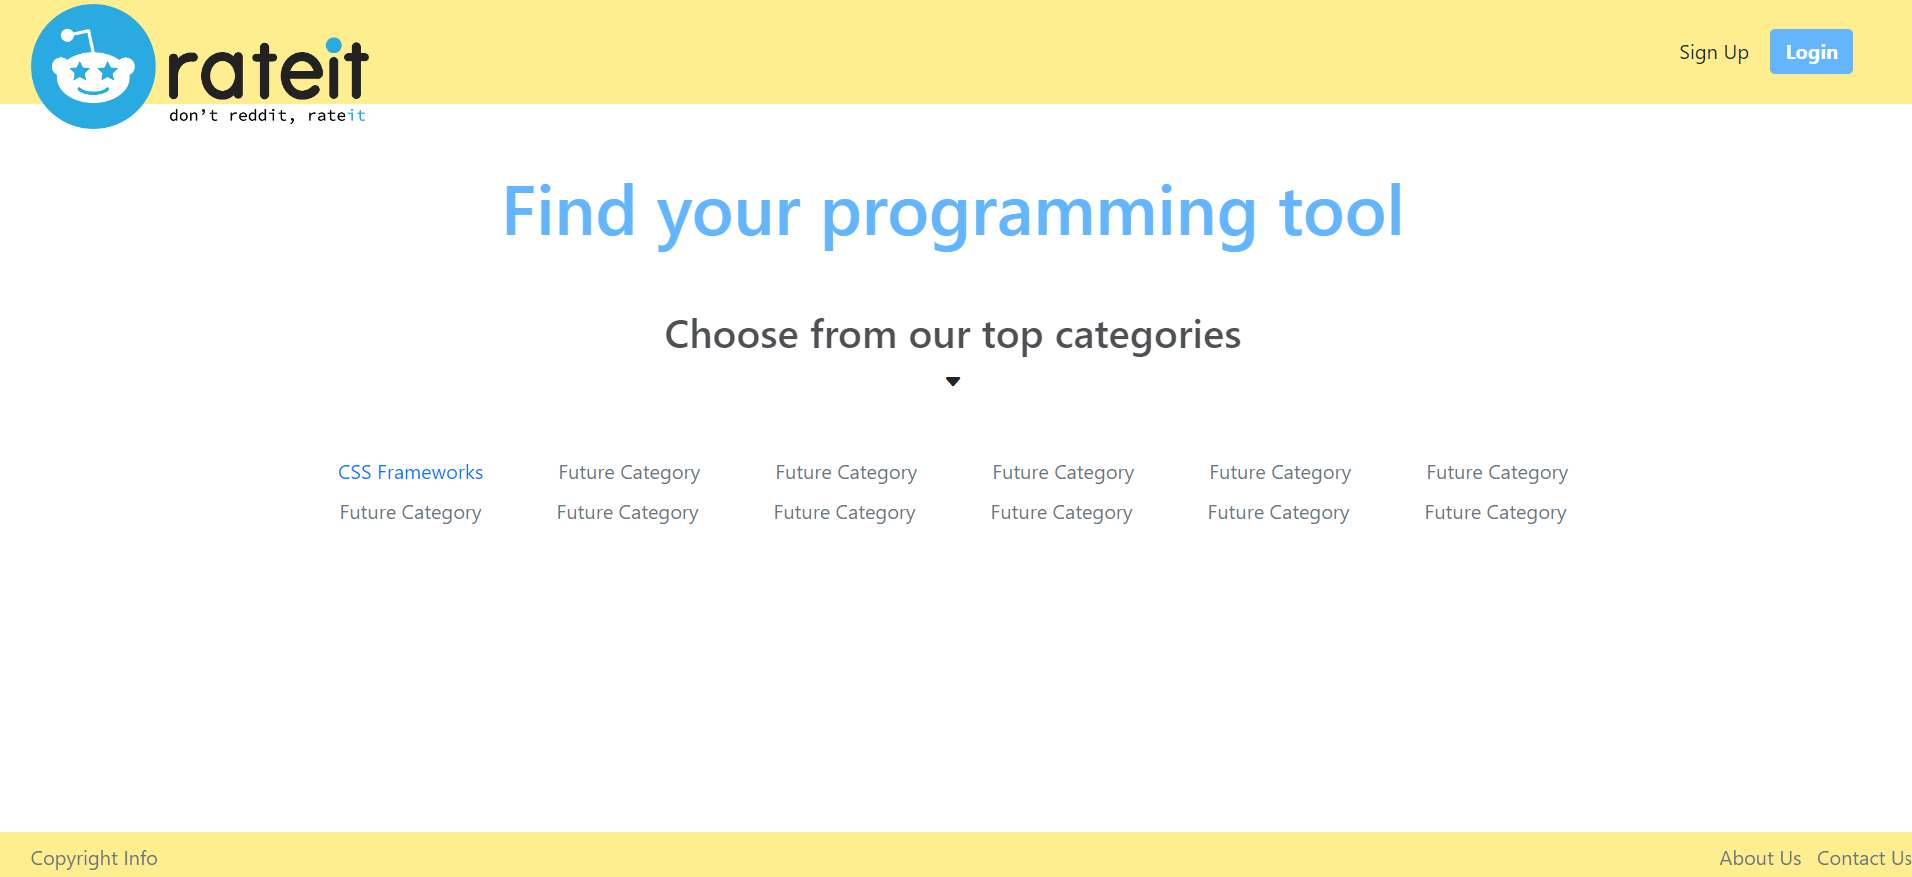 rateit
don't reddit, rateit
Sign Up Login
Find your programming tool
Choose from our top categories
CSS Frameworks Future Category Future Category Future Category Future Category Future Category
Future Category Future Category Future Category Future Category Future Category Future Category
Copyright Info About Us Contact Us